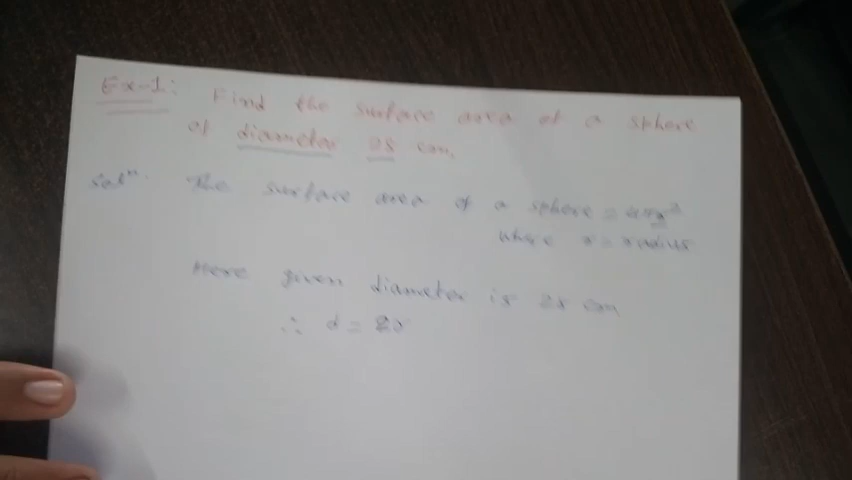 Ex-1: Find the surface area of a sphere
of diameter 28 cm.
Solⁿ. The surface area of a sphere = 4πr²
where r = radius
Here given diameter is 28 cm
∴ d = 28